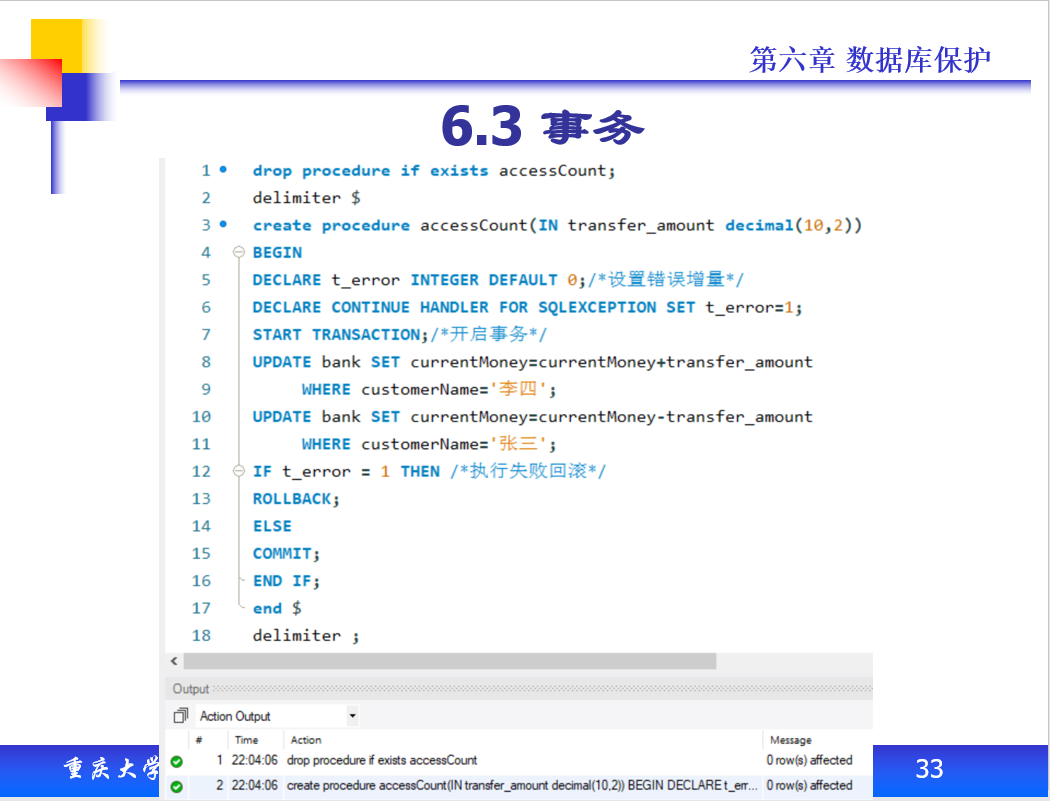 第六章 数据库保护
6.3 事务
1 drop procedure if exists accessCount;
2 delimiter $
3 create procedure accessCount(IN transfer_amount decimal(10,2))
4 BEGIN
5 DECLARE t_error INTEGER DEFAULT 0;/*设置错误增量*/
6 DECLARE CONTINUE HANDLER FOR SQLEXCEPTION SET t_error=1;
7 START TRANSACTION;/*开启事务*/
8 UPDATE bank SET currentMoney=currentMoney+transfer_amount
9 WHERE customerName='李四';
10 UPDATE bank SET currentMoney=currentMoney-transfer_amount
11 WHERE customerName='张三';
12 IF t_error = 1 THEN /*执行失败回滚*/
13 ROLLBACK;
14 ELSE
15 COMMIT;
16 END IF;
17 end $
18 delimiter ;
Output
Action Output
# Time Action Message
1 22:04:06 drop procedure if exists accessCount 0 row(s) affected
2 22:04:06 create procedure accessCount(IN transfer_amount decimal(10,2)) BEGIN DECLARE t_err... 0 row(s) affected
重庆大学
33